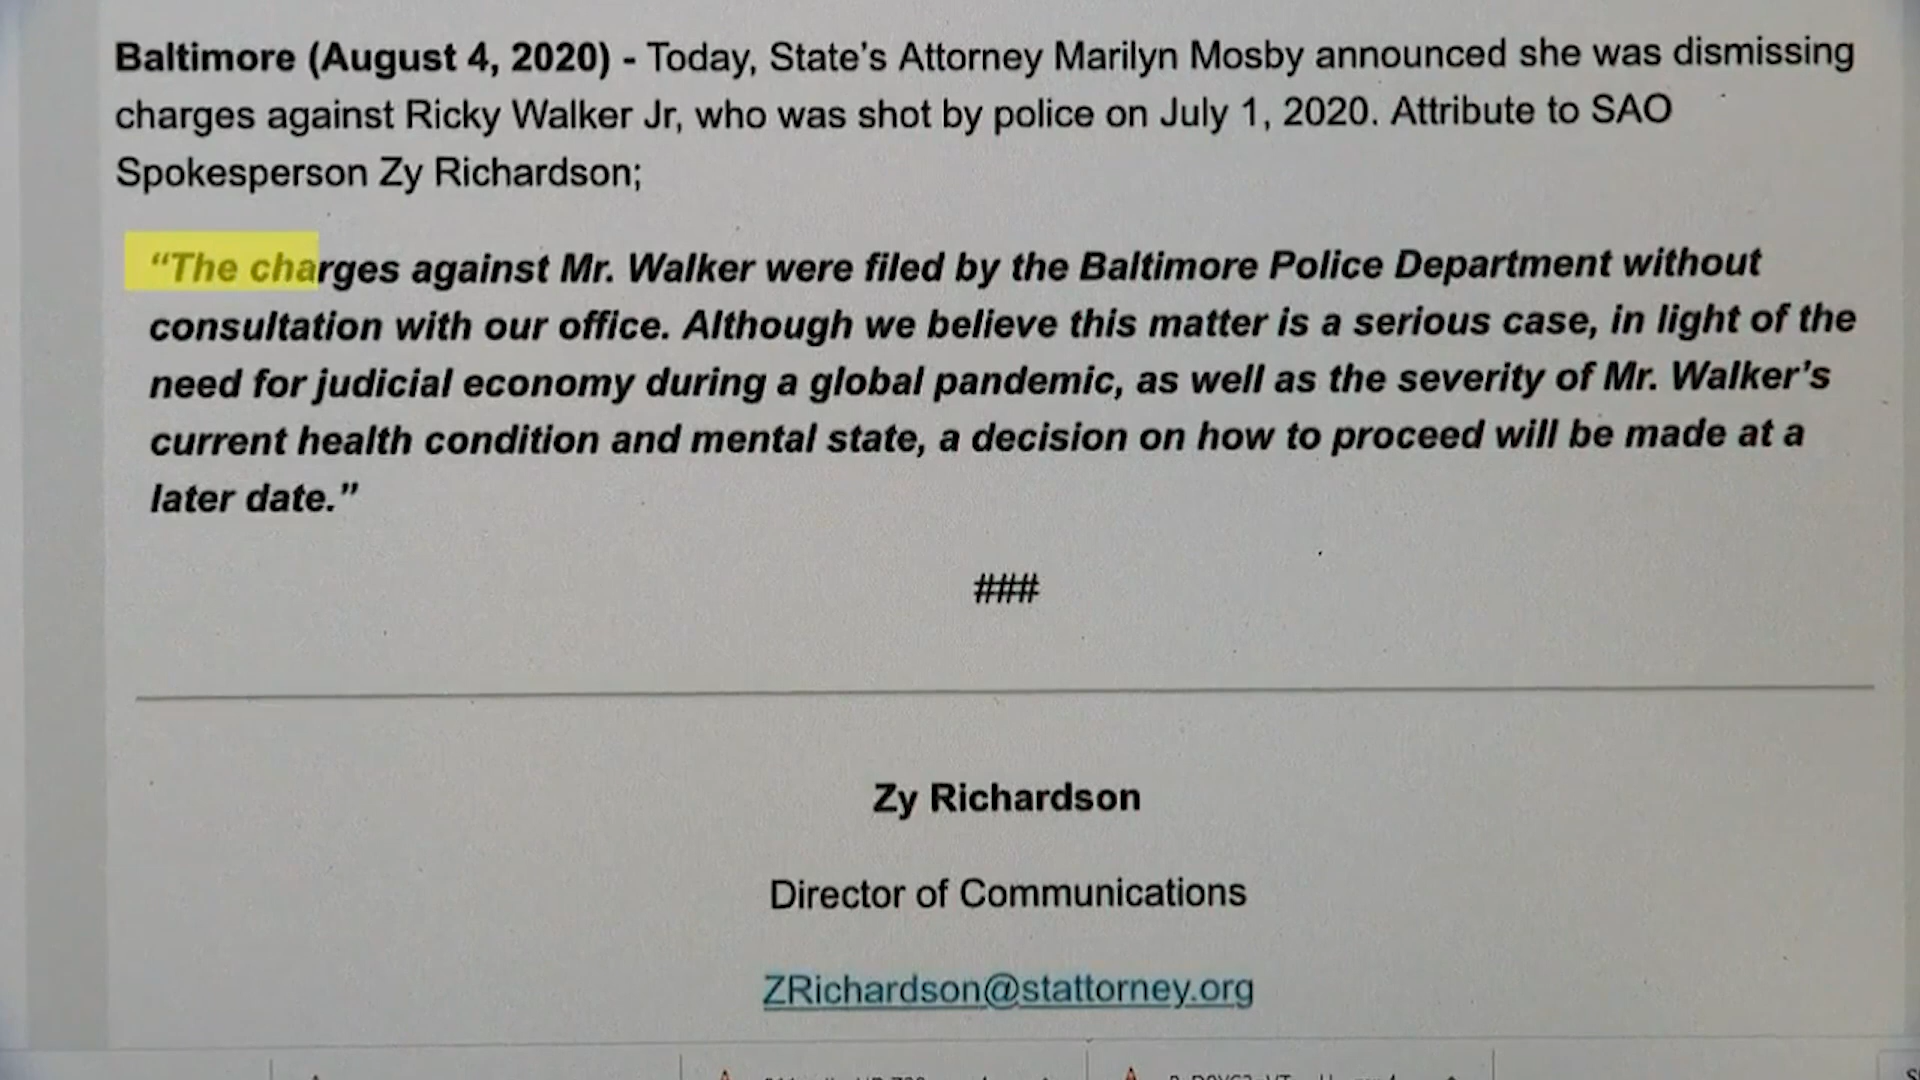 Baltimore (August 4, 2020) - Today, State's Attorney Marilyn Mosby announced she was dismissing
charges against Ricky Walker Jr, who was shot by police on July 1, 2020. Attribute to SAO
Spokesperson Zy Richardson;
“The charges against Mr. Walker were filed by the Baltimore Police Department without
consultation with our office. Although we believe this matter is a serious case, in light of the
need for judicial economy during a global pandemic, as well as the severity of Mr. Walker’s
current health condition and mental state, a decision on how to proceed will be made at a
later date.”
###
Zy Richardson
Director of Communications
ZRichardson@stattorney.org